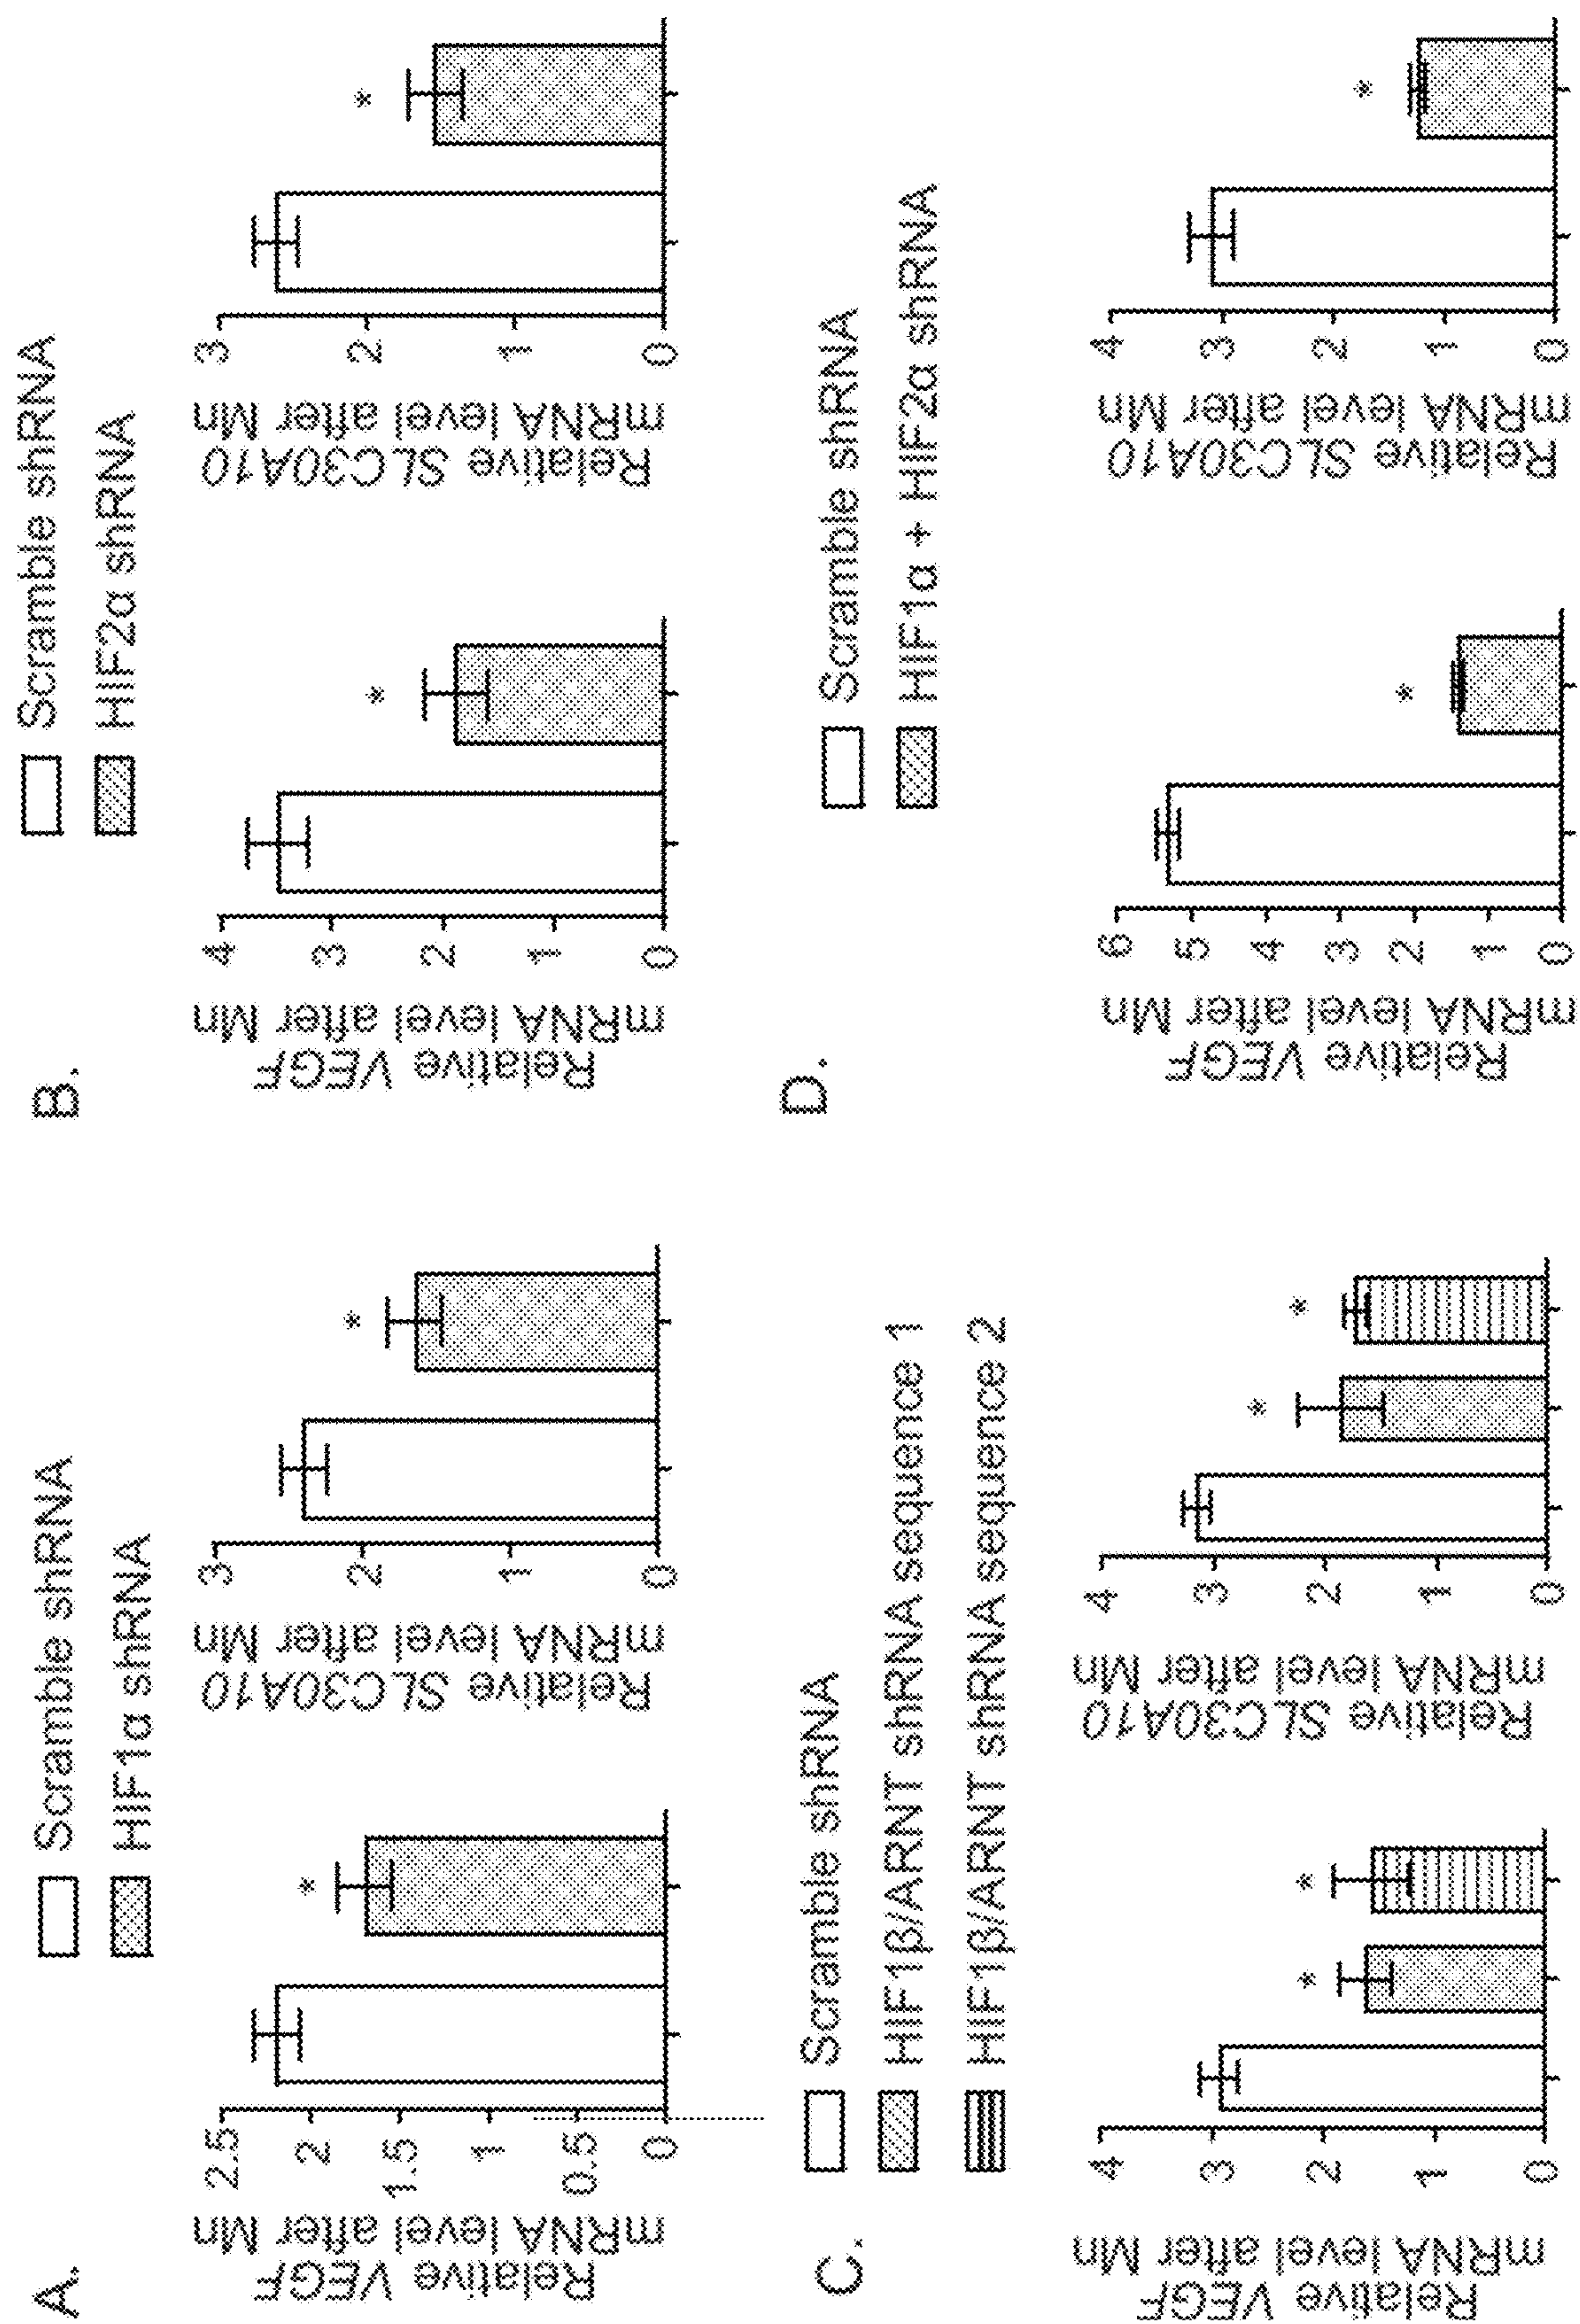 A.
Scramble shRNA
HIF1α shRNA
Relative VEGF
mRNA level after Mn
2.5
2
1.5
1
0.5
0
*
Relative SLC30A10
mRNA level after Mn
3
2
1
0
*
B.
Scramble shRNA
HIF2α shRNA
Relative VEGF
mRNA level after Mn
4
3
2
1
0
*
Relative SLC30A10
mRNA level after Mn
3
2
1
0
*
C.
Scramble shRNA
HIF1β/ARNT shRNA sequence 1
HIF1β/ARNT shRNA sequence 2
Relative VEGF
mRNA level after Mn
4
3
2
1
0
*
*
Relative SLC30A10
mRNA level after Mn
4
3
2
1
0
*
*
D.
Scramble shRNA
HIF1α + HIF2α shRNA
Relative VEGF
mRNA level after Mn
6
5
4
3
2
1
0
*
Relative SLC30A10
mRNA level after Mn
4
3
2
1
0
*